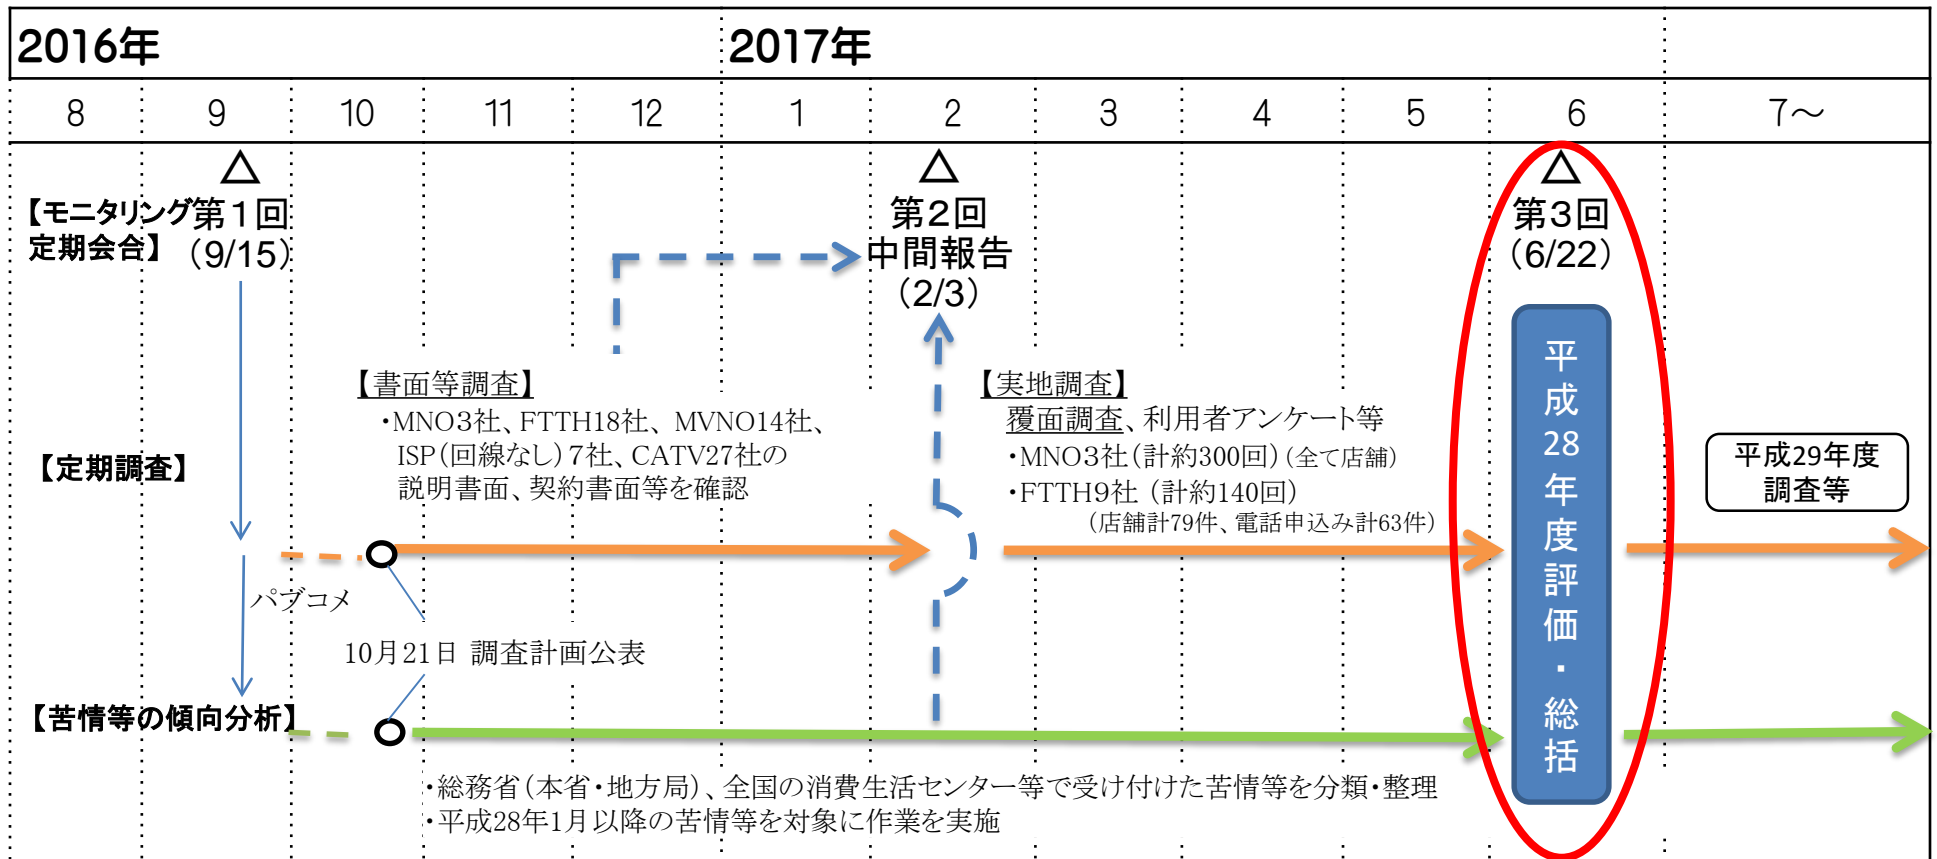 2016年
2017年
8 9 10 11 12 1 2 3 4 5 6 7～
【モニタリング
定期会合】
第１回
（9/15）
第２回
中間報告
（2/3）
第３回
（6/22）
【定期調査】
【書面等調査】
・MNO３社、FTTH18社、MVNO14社、
ISP（回線なし）７社、CATV27社の
説明書面、契約書面等を確認
【実地調査】
覆面調査、利用者アンケート等
・MNO３社（計約300回）（全て店舗）
・FTTH９社 （計約140回）
（店舗計79件、電話申込み計63件）
平成28年度評価・総括
平成29年度
調査等
パブコメ
10月21日 調査計画公表
【苦情等の傾向分析】
・総務省（本省・地方局）、全国の消費生活センター等で受け付けた苦情等を分類・整理
・平成28年１月以降の苦情等を対象に作業を実施